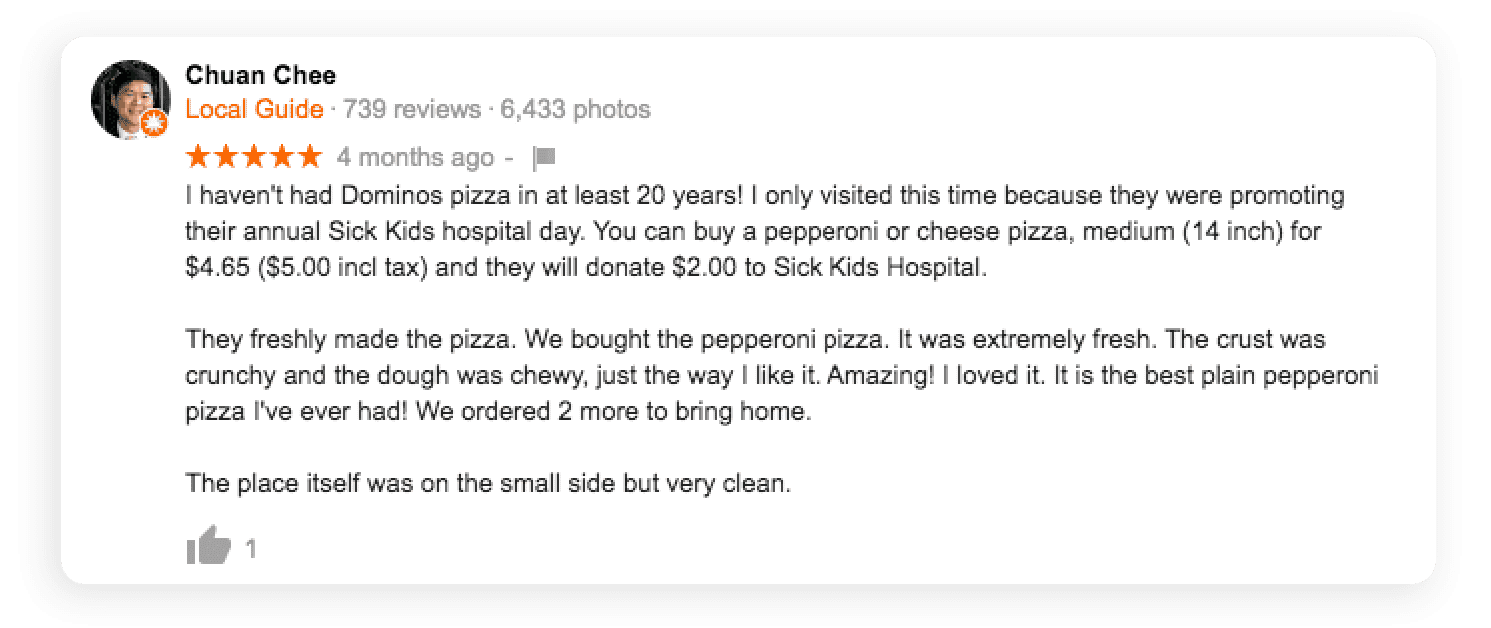 Chuan Chee
Local Guide · 739 reviews · 6,433 photos
4 months ago -
I haven't had Dominos pizza in at least 20 years! I only visited this time because they were promoting
their annual Sick Kids hospital day. You can buy a pepperoni or cheese pizza, medium (14 inch) for
$4.65 ($5.00 incl tax) and they will donate $2.00 to Sick Kids Hospital.
They freshly made the pizza. We bought the pepperoni pizza. It was extremely fresh. The crust was
crunchy and the dough was chewy, just the way I like it. Amazing! I loved it. It is the best plain pepperoni
pizza I've ever had! We ordered 2 more to bring home.
The place itself was on the small side but very clean.
1